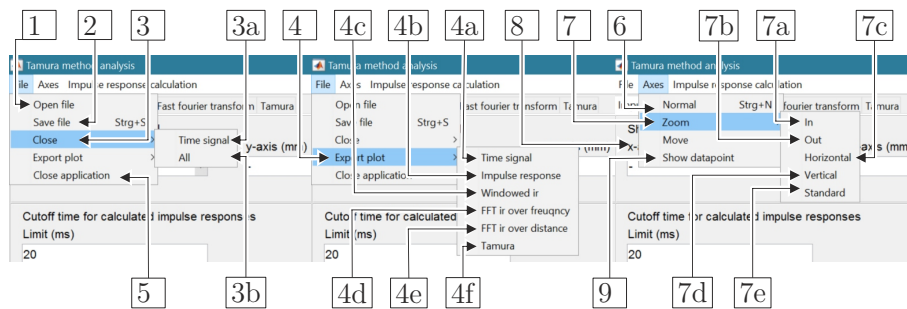 1 2 3 3a 4 4c 4b 4a 8 7 6 7b 7a 7c
Tamura method analysis Tamura method analysis Tamura method analysis
File Axes Impulse response calculation File Axes Impulse response calculation File Axes Impulse response calculation
Open file Fast fourier transform Tamura Open file Fast fourier transform Tamura Normal Strg+N fourier transform Tamura
Save file Strg+S Save file Strg+S Zoom In
Close Time signal y-axis (mm) Close (mm) x- Move Out
Export plot All Export plot Time signal Show datapoint Horizontal axis (mm)
Close application Close application Impulse response Vertical
Windowed ir Standard
Cutoff time for calculated impulse responses Cutoff time for calculated FFT ir over freuqncy Cutoff time for calculated impulse responses
Limit (ms) Limit (ms) FFT ir over distance Limit (ms)
20 20 Tamura 20
5 3b 4d 4e 4f 9 7d 7e